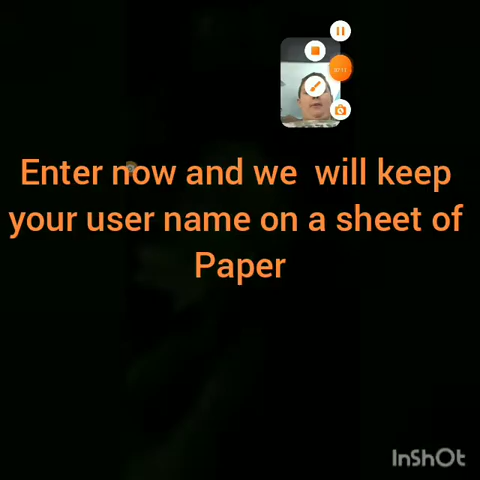 Enter now and we  will keep
your user name on a sheet of
Paper
InShOt